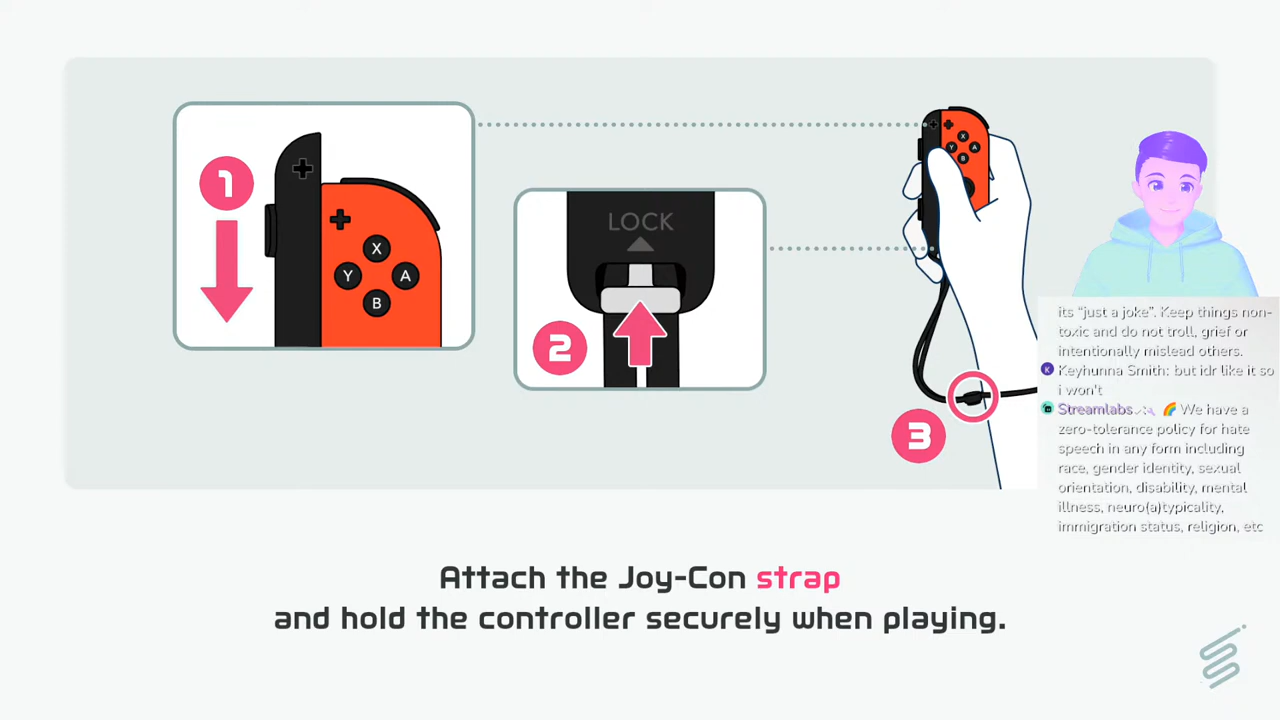 1
X
Y
A
B
LOCK
2
X
Y
A
B
3
its “just a joke”. Keep things non-
toxic and do not troll, grief or
intentionally mislead others.
K
Keyhunna Smith: but idr like it so
i won't
Streamlabs: 🌈 We have a
zero-tolerance policy for hate
speech in any form including
race, gender identity, sexual
orientation, disability, mental
illness, neuro(a)typicality,
immigration status, religion, etc
Attach the Joy-Con strap
and hold the controller securely when playing.